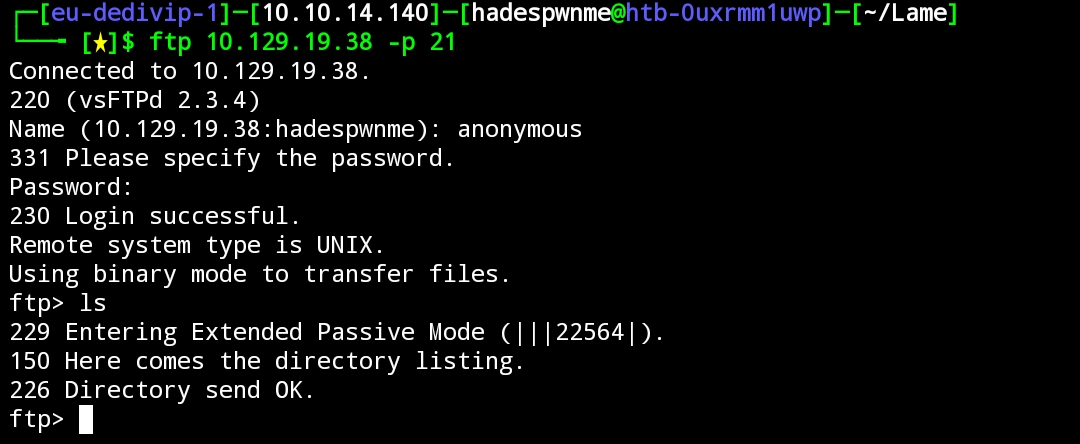 ┌─[eu-dedivip-1]─[10.10.14.140]─[hadespwnme@htb-0uxrmm1uwp]─[~/Lame]
└──╼ [★]$ ftp 10.129.19.38 -p 21
Connected to 10.129.19.38.
220 (vsFTPd 2.3.4)
Name (10.129.19.38:hadespwnme): anonymous
331 Please specify the password.
Password:
230 Login successful.
Remote system type is UNIX.
Using binary mode to transfer files.
ftp> ls
229 Entering Extended Passive Mode (|||22564|).
150 Here comes the directory listing.
226 Directory send OK.
ftp>